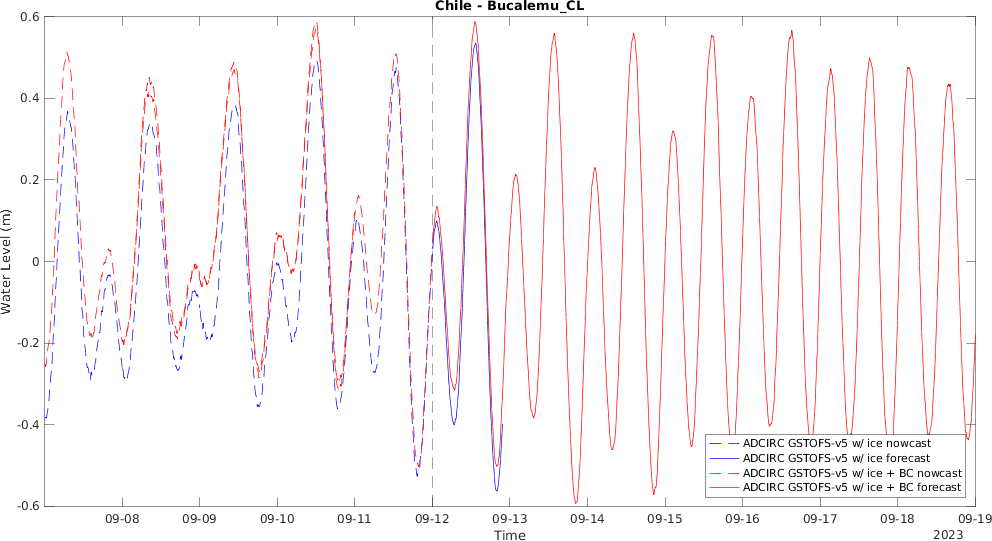 Chile - Bucalemu_CL
Water Level (m)
0.6
0.4
0.2
0
-0.2
-0.4
-0.6
ADCIRC GSTOFS-v5 w/ ice nowcast
ADCIRC GSTOFS-v5 w/ ice forecast
ADCIRC GSTOFS-v5 w/ ice + BC nowcast
ADCIRC GSTOFS-v5 w/ ice + BC forecast
09-08 09-09 09-10 09-11 09-12 09-13 09-14 09-15 09-16 09-17 09-18 09-19
Time
2023